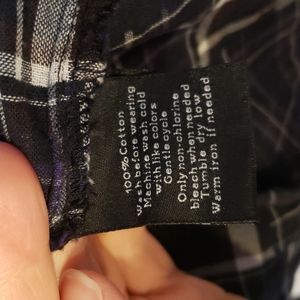 100% Cotton
Wash before wearing
Machine wash cold
with like colors
Gentle cycle
Only non-chlorine
bleach when needed
Tumble dry low
Warm iron if needed